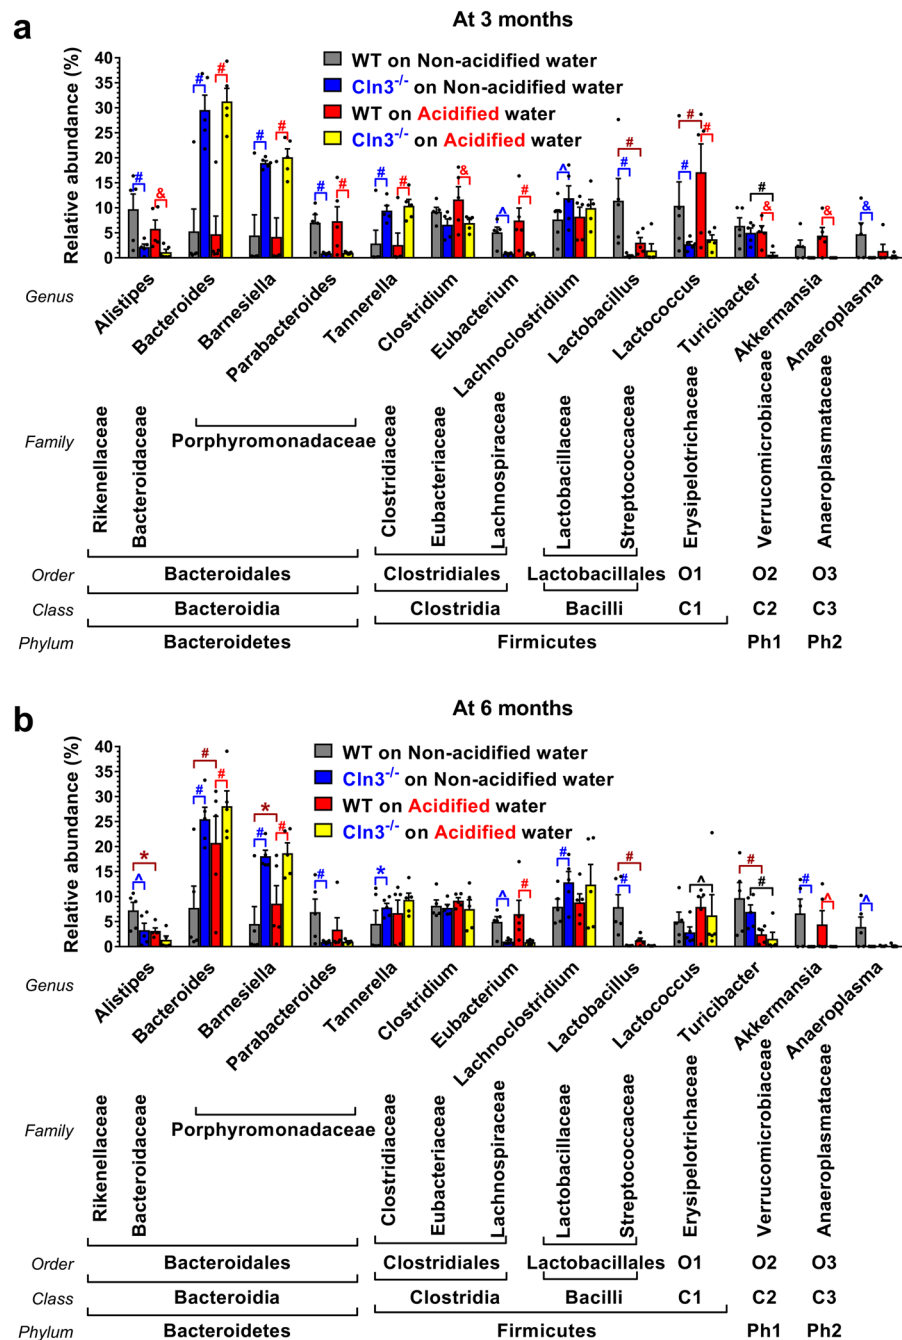 a
At 3 months
Relative abundance (%)
40
35
30
25
20
15
10
5
0
WT on Non-acidified water
Cln3-/- on Non-acidified water
WT on Acidified water
Cln3-/- on Acidified water
# & # # # # # # # # & ^ # ^ # # # # # # & & &
Genus
Alistipes
Bacteroides
Barnesiella
Parabacteroides
Tannerella
Clostridium
Eubacterium
Lachnoclostridium
Lactobacillus
Lactococcus
Turicibacter
Akkermansia
Anaeroplasma
Family
Rikenellaceae
Bacteroidaceae
Porphyromonadaceae
Clostridiaceae
Eubacteriaceae
Lachnospiraceae
Lactobacillaceae
Streptococcaceae
Erysipelotrichaceae
Verrucomicrobiaceae
Anaeroplasmataceae
Order Bacteroidales Clostridiales Lactobacillales O1 O2 O3
Class Bacteroidia Clostridia Bacilli C1 C2 C3
Phylum Bacteroidetes Firmicutes Ph1 Ph2
b
At 6 months
Relative abundance (%)
40
35
30
25
20
15
10
5
0
WT on Non-acidified water
Cln3-/- on Non-acidified water
WT on Acidified water
Cln3-/- on Acidified water
* ^ # # # * # # # * ^ # # # # ^ # # # ^ ^
Genus
Alistipes
Bacteroides
Barnesiella
Parabacteroides
Tannerella
Clostridium
Eubacterium
Lachnoclostridium
Lactobacillus
Lactococcus
Turicibacter
Akkermansia
Anaeroplasma
Family
Rikenellaceae
Bacteroidaceae
Porphyromonadaceae
Clostridiaceae
Eubacteriaceae
Lachnospiraceae
Lactobacillaceae
Streptococcaceae
Erysipelotrichaceae
Verrucomicrobiaceae
Anaeroplasmataceae
Order Bacteroidales Clostridiales Lactobacillales O1 O2 O3
Class Bacteroidia Clostridia Bacilli C1 C2 C3
Phylum Bacteroidetes Firmicutes Ph1 Ph2